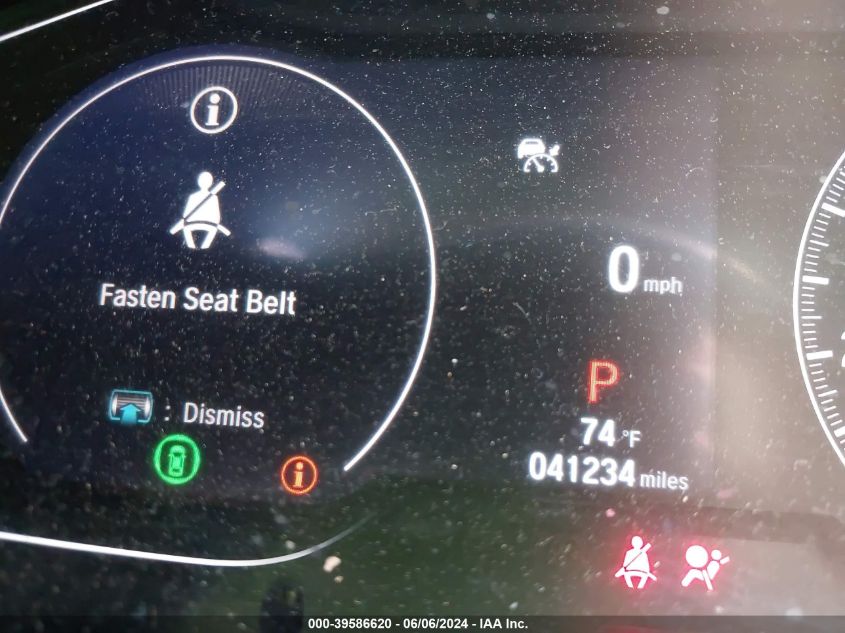 Fasten Seat Belt
: Dismiss
0 mph
P
74 °F
041234 miles
000-39586620 - 06/06/2024 - IAA Inc.